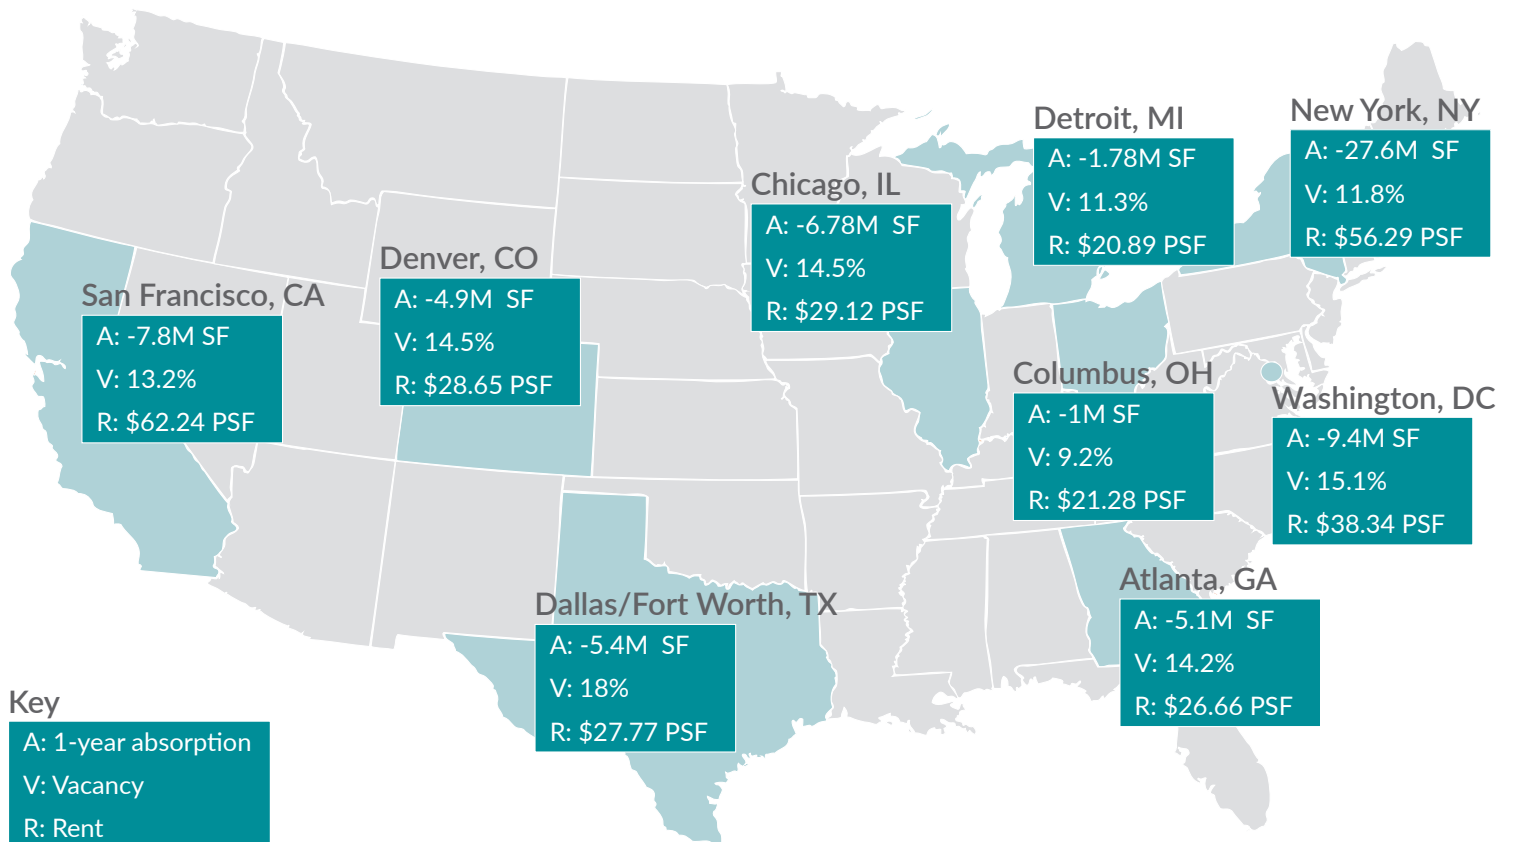 Detroit, MI
A: -1.78M SF
V: 11.3%
R: $20.89 PSF
New York, NY
A: -27.6M SF
V: 11.8%
R: $56.29 PSF
Chicago, IL
A: -6.78M SF
V: 14.5%
R: $29.12 PSF
Denver, CO
A: -4.9M SF
V: 14.5%
R: $28.65 PSF
San Francisco, CA
A: -7.8M SF
V: 13.2%
R: $62.24 PSF
Columbus, OH
A: -1M SF
V: 9.2%
R: $21.28 PSF
Washington, DC
A: -9.4M SF
V: 15.1%
R: $38.34 PSF
Dallas/Fort Worth, TX
A: -5.4M SF
V: 18%
R: $27.77 PSF
Atlanta, GA
A: -5.1M SF
V: 14.2%
R: $26.66 PSF
Key
A: 1-year absorption
V: Vacancy
R: Rent